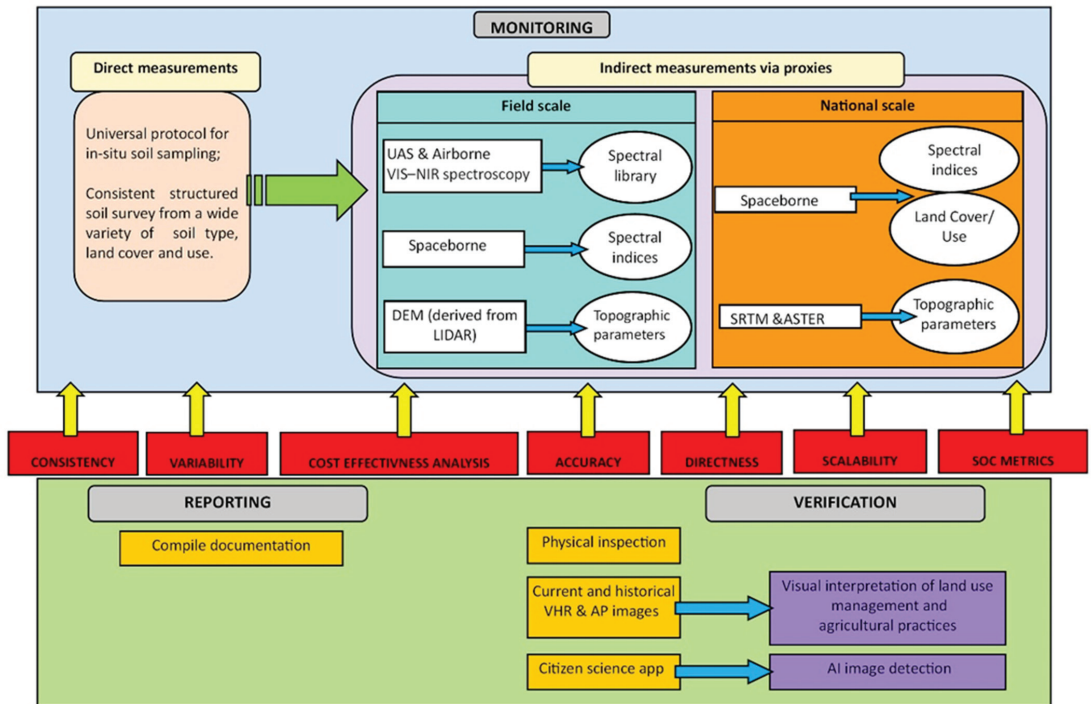 MONITORING
Direct measurements
Universal protocol for
in-situ soil sampling;
Consistent structured
soil survey from a wide
variety of soil type,
land cover and use.
Indirect measurements via proxies
Field scale
UAS & Airborne
VIS–NIR spectroscopy
Spectral
library
Spaceborne
Spectral
indices
DEM (derived from
LIDAR)
Topographic
parameters
National scale
Spaceborne
Spectral
indices
Land Cover/
Use
SRTM &ASTER
Topographic
parameters
CONSISTENCY
VARIABILITY
COST EFFECTIVNESS ANALYSIS
ACCURACY
DIRECTNESS
SCALABILITY
SOC METRICS
REPORTING
Compile documentation
VERIFICATION
Physical inspection
Current and historical
VHR & AP images
Visual interpretation of land use
management and
agricultural practices
Citizen science app
AI image detection